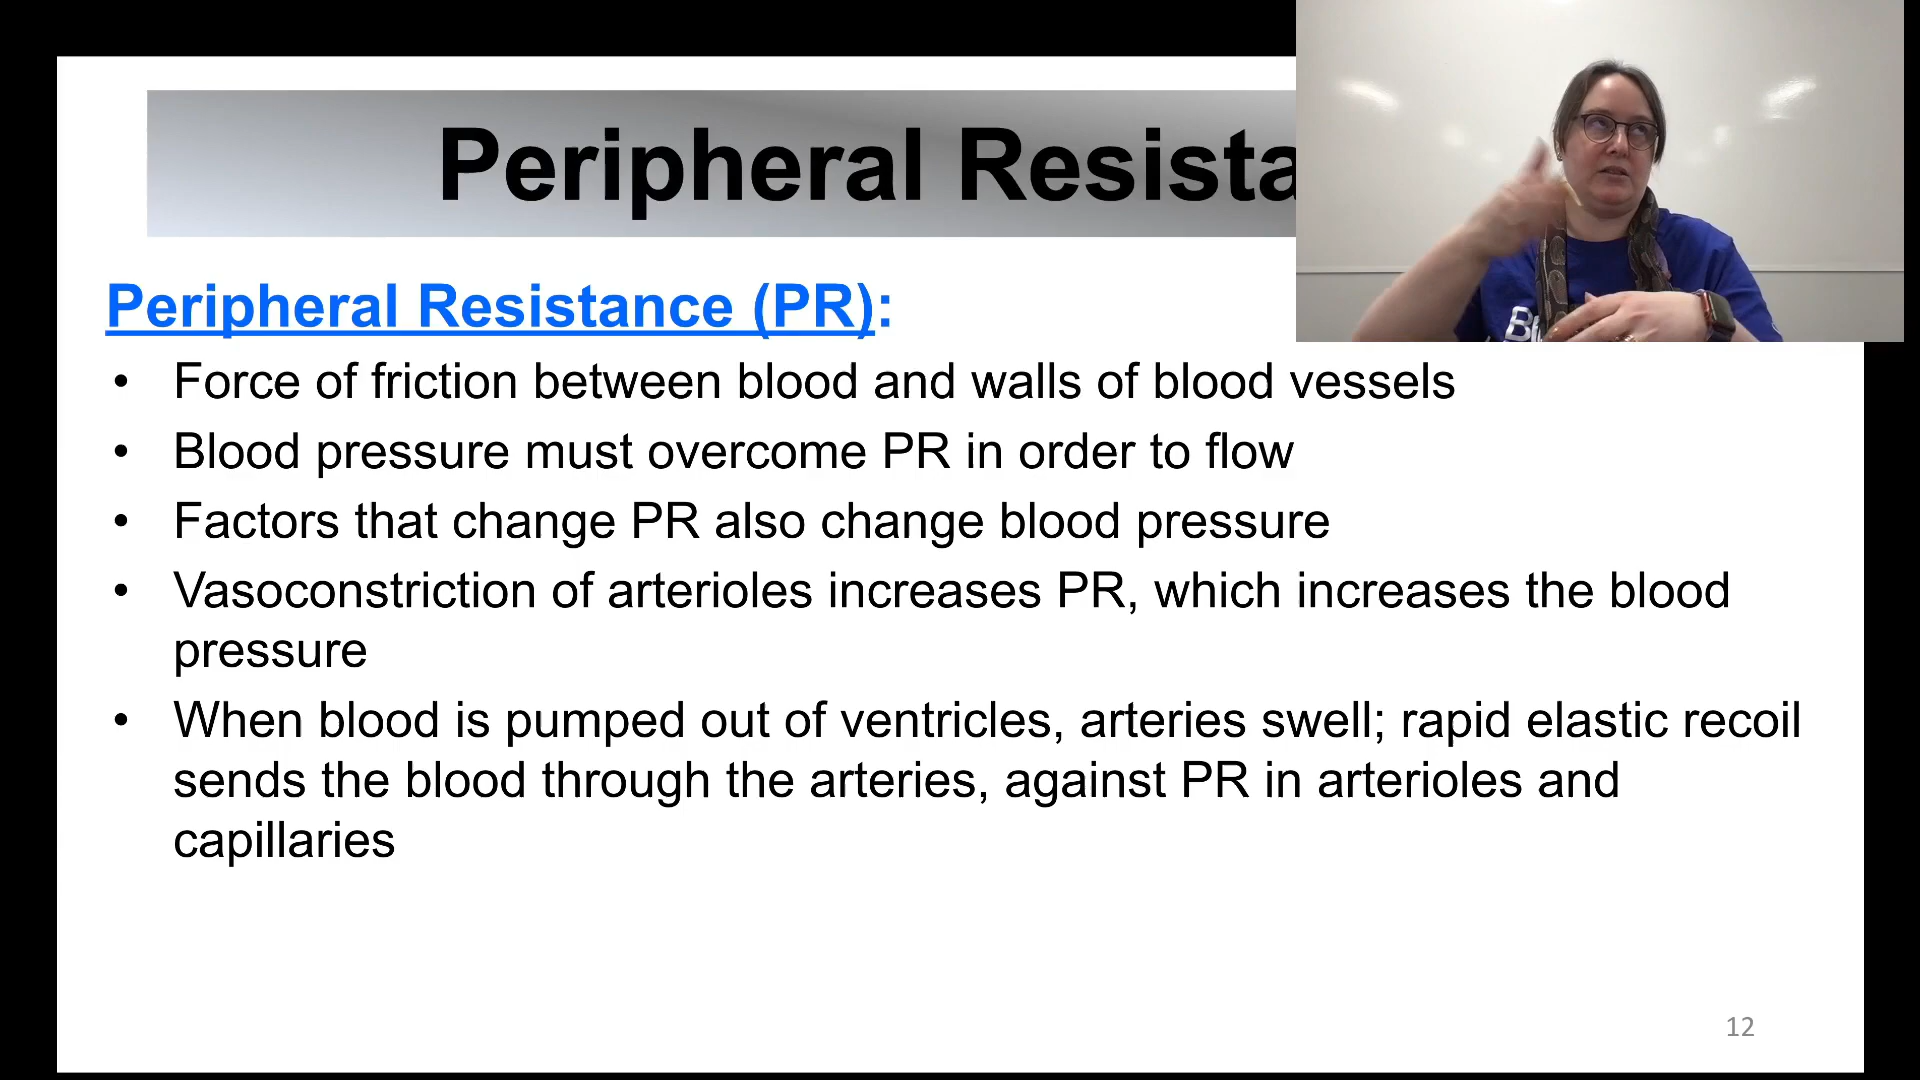 Peripheral Resista
Peripheral Resistance (PR):
• Force of friction between blood and walls of blood vessels
• Blood pressure must overcome PR in order to flow
• Factors that change PR also change blood pressure
• Vasoconstriction of arterioles increases PR, which increases the blood
pressure
• When blood is pumped out of ventricles, arteries swell; rapid elastic recoil
sends the blood through the arteries, against PR in arterioles and
capillaries
12